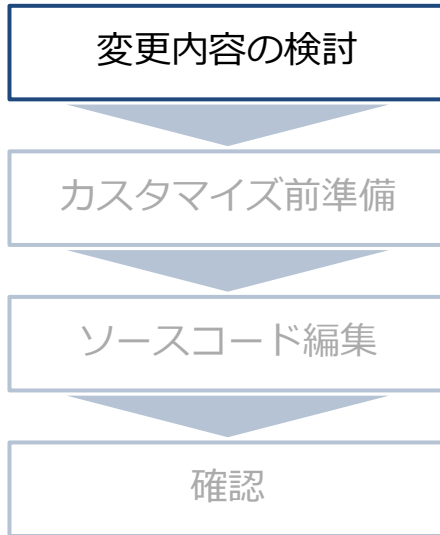 変更内容の検討
カスタマイズ前準備
ソースコード編集
確認